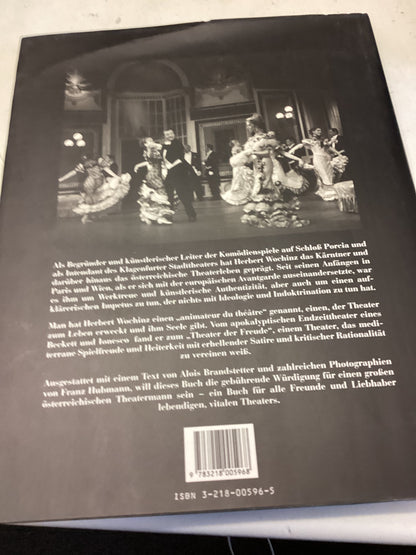 Als Begründer und künstlerischer Leiter der Komödienspiele auf Schloß Porcia und
als Intendant des Klagenfurter Stadttheaters hat Herbert Wochinz das Kärntner und
darüber hinaus das österreichische Theaterleben geprägt. Seit seinen Anfängen in
Paris und Wien, als er sich mit der europäischen Avantgarde auseinandersetzte, war
es ihm um Werktreue und künstlerische Authentizität, aber auch um einen auf-
klärerischen Impetus zu tun, der nichts mit Ideologie und Indoktrination zu tun hat.
Man hat Herbert Wochinz einen „animateur du théâtre" genannt, einen, der Theater
zum Leben erweckt und ihm Seele gibt. Vom apokalyptischen Endzeittheater eines
Beckett und Ionesco fand er zum „Theater der Freude", einem Theater, das medi-
terrane Spielfreude und Heiterkeit mit erhellender Satire und kritischer Rationalität
zu vereinen weiß.
Ausgestattet mit einem Text von Alois Brandstetter und zahlreichen Photographien
von Franz Hubmann, will dieses Buch die gebührende Würdigung für einen großen
österreichischen Theatermann sein – ein Buch für alle Freunde und Liebhaber
lebendigen, vitalen Theaters.
9 783218 005968
ISBN 3-218-00596-5